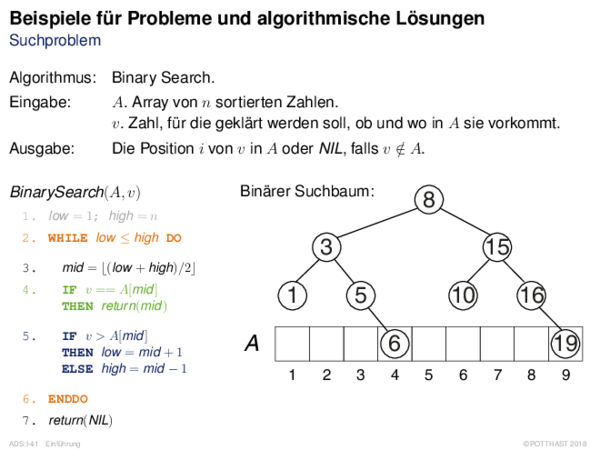 Beispiele für Probleme und algorithmische Lösungen
Suchproblem
Algorithmus: Binary Search.
Eingabe: A. Array von n sortierten Zahlen.
v. Zahl, für die geklärt werden soll, ob und wo in A sie vorkommt.
Ausgabe: Die Position i von v in A oder NIL, falls v ∉ A.
BinarySearch(A, v)
1. low = 1; high = n
2. WHILE low ≤ high DO
3. mid = ⌊(low + high)/2⌋
4. IF v == A[mid]
THEN return(mid)
5. IF v > A[mid]
THEN low = mid + 1
ELSE high = mid − 1
6. ENDDO
7. return(NIL)
Binärer Suchbaum:
8
3 15
1 5 10 16
A 6 19
1 2 3 4 5 6 7 8 9
ADS:I-41 Einführung
© POTTHAST 2018